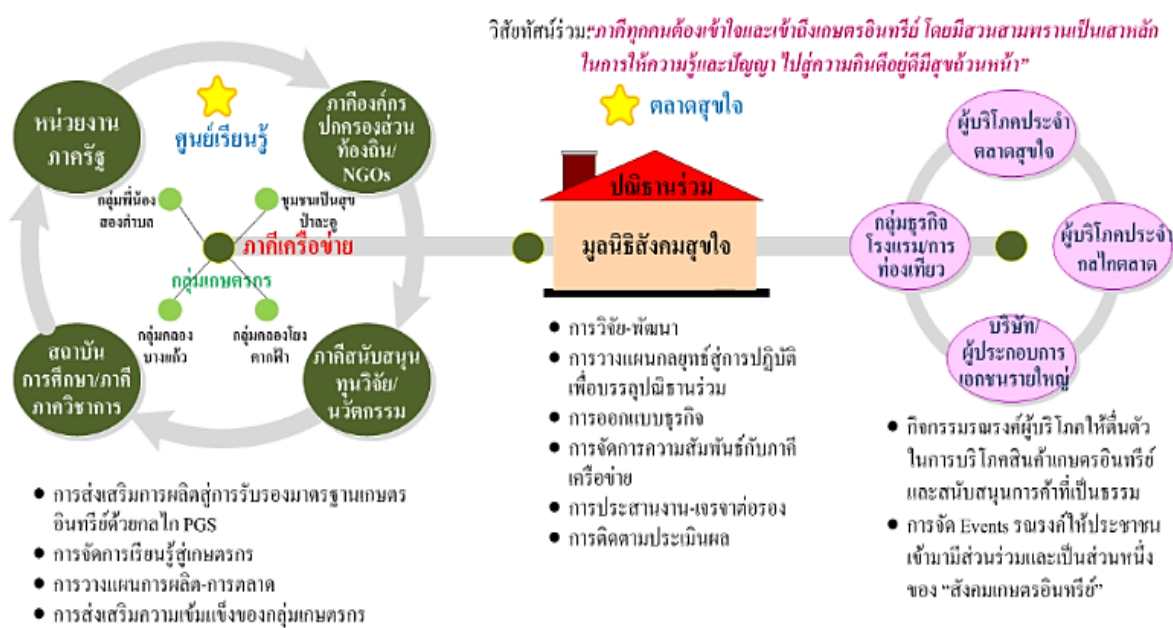 วิสัยทัศน์ร่วม:“ภาคีทุกคนต้องเข้าใจและเข้าถึงเกษตรอินทรีย์ โดยมีสวนสามพรานเป็นเสาหลัก
ในการให้ความรู้และปัญญา ไปสู่ความกินดีอยู่ดีมีสุขถ้วนหน้า”
หน่วยงาน
ภาครัฐ
ศูนย์เรียนรู้
ภาคีองค์กร
ปกครองส่วน
ท้องถิ่น/
NGOs
กลุ่มพี่น้อง
สองตำบล
ชุมชนเป็นสุข
ป่าละอู
ภาคีเครือข่าย
กลุ่มเกษตรกร
กลุ่มคลอง
บางแก้ว
กลุ่มคลองโยง
คากฟ้า
สถาบัน
การศึกษา/ภาคี
ภาควิชาการ
ภาคีสนับสนุน
ทุนวิจัย/
นวัตกรรม
● การส่งเสริมการผลิตสู่การรับรองมาตรฐานเกษตร
อินทรีย์ด้วยกลไก PGS
● การจัดการเรียนรู้สู่เกษตรกร
● การวางแผนการผลิต-การตลาด
● การส่งเสริมความเข้มแข็งของกลุ่มเกษตรกร
ตลาดสุขใจ
ปณิธานร่วม
มูลนิธิสังคมสุขใจ
● การวิจัย-พัฒนา
● การวางแผนกลยุทธ์สู่การปฏิบัติ
เพื่อบรรลุปณิธานร่วม
● การออกแบบธุรกิจ
● การจัดการความสัมพันธ์กับภาคี
เครือข่าย
● การประสานงาน-เจรจาต่อรอง
● การติดตามประเมินผล
ผู้บริโภคประจำ
ตลาดสุขใจ
กลุ่มธุรกิจ
โรงแรม/การ
ท่องเที่ยว
ผู้บริโภคประจำ
กลไกตลาด
บริษัท/
ผู้ประกอบการ
เอกชนรายใหญ่
● กิจกรรมรณรงค์ผู้บริโภคให้ตื่นตัว
ในการบริโภคสินค้าเกษตรอินทรีย์
และสนับสนุนการค้าที่เป็นธรรม
● การจัด Events รณรงค์ให้ประชาชน
เข้ามามีส่วนร่วมและเป็นส่วนหนึ่ง
ของ “สังคมเกษตรอินทรีย์”